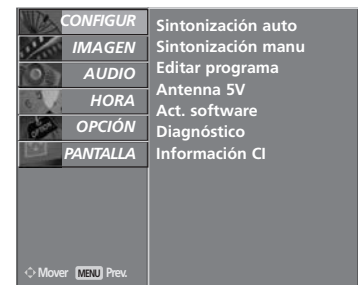 CONFIGUR
IMAGEN
AUDIO
HORA
OPCIÓN
PANTALLA
Sintonización auto
Sintonización manu
Editar programa
Antenna 5V
Act. software
Diagnóstico
Información CI
Mover MENU Prev.